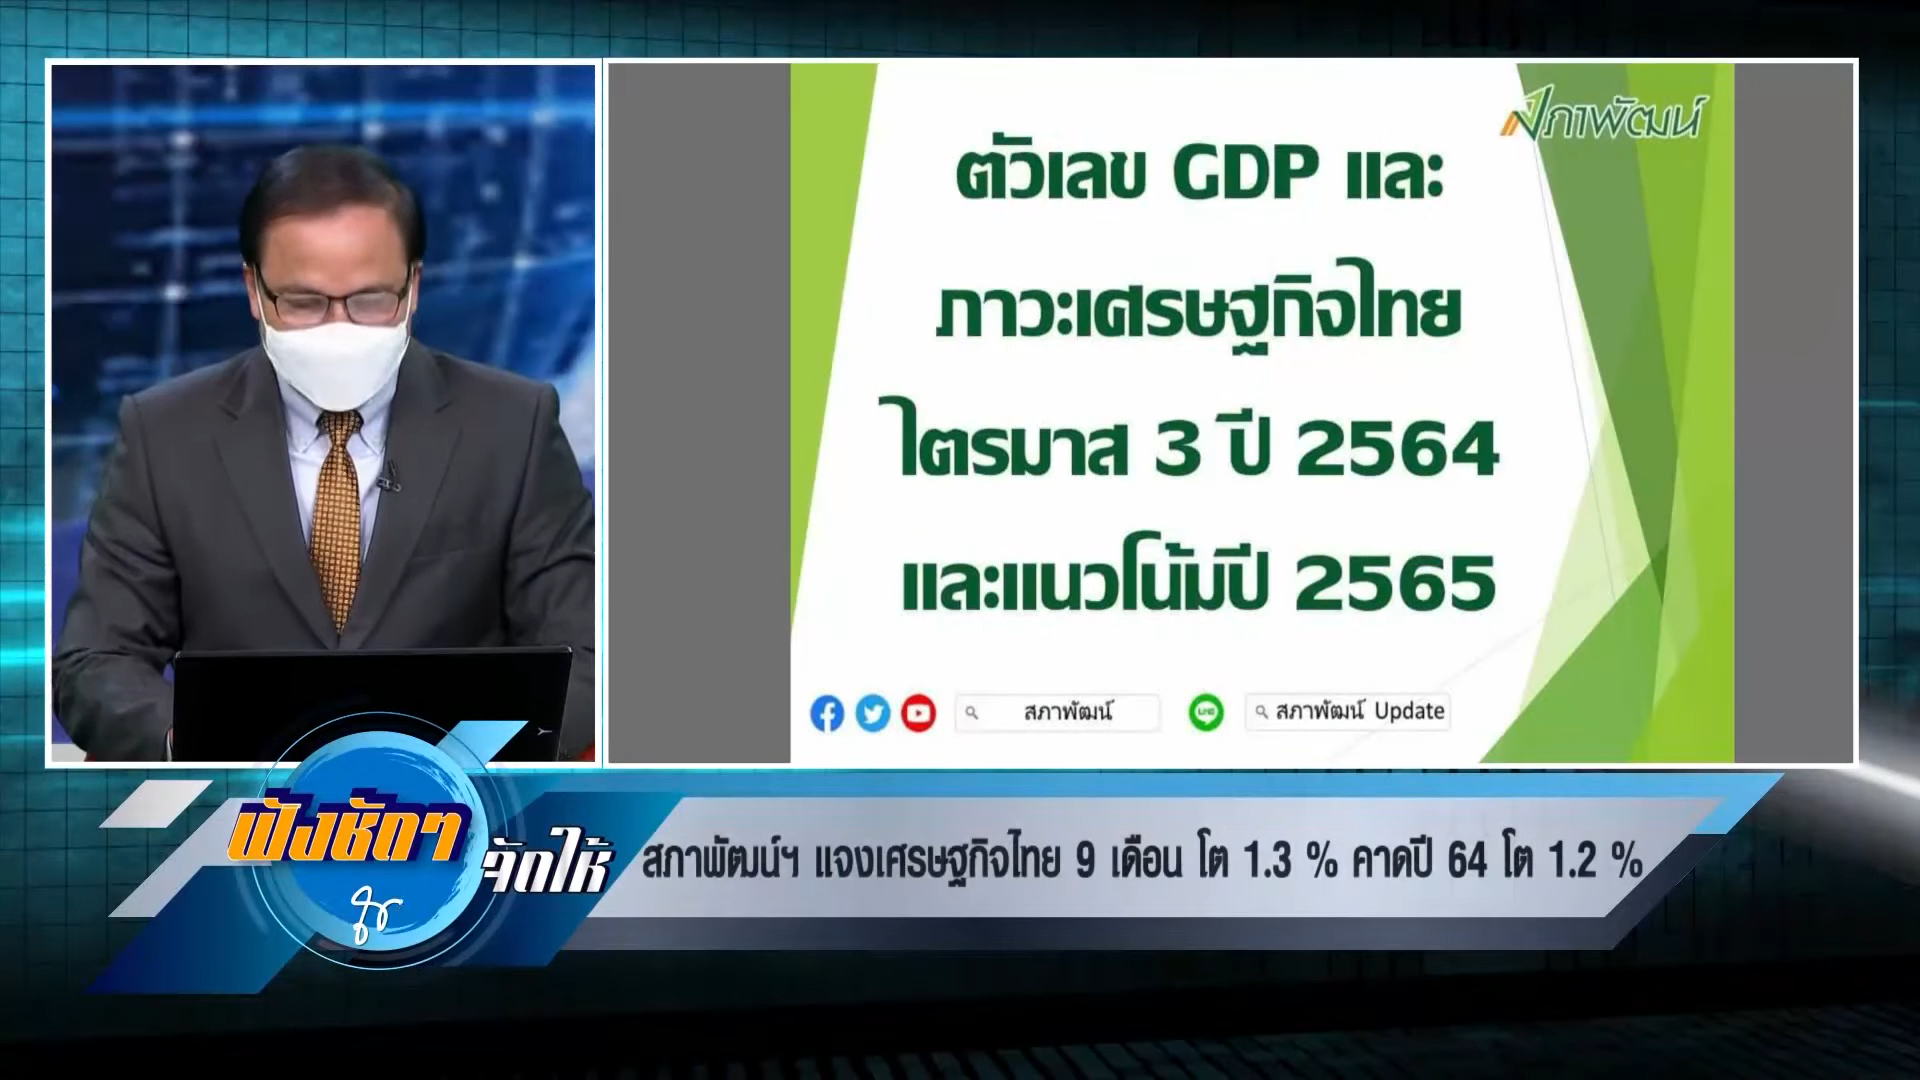 สภาพัฒน์
ตัวเลข GDP และ
ภาวะเศรษฐกิจไทย
ไตรมาส 3 ปี 2564
และแนวโน้มปี 2565
สภาพัฒน์
สภาพัฒน์ Update
ฟังชัดๆ
จัดให้
สภาพัฒน์ฯ แจงเศรษฐกิจไทย 9 เดือน โต 1.3 % คาดปี 64 โต 1.2 %